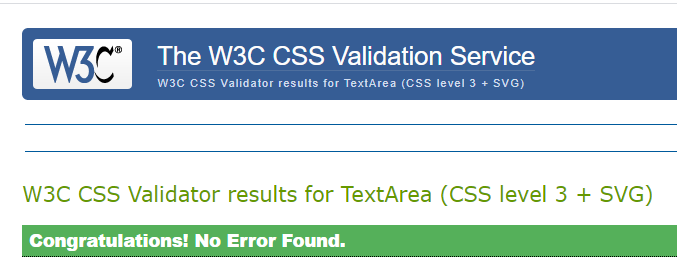 W3C® The W3C CSS Validation Service
W3C CSS Validator results for TextArea (CSS level 3 + SVG)
W3C CSS Validator results for TextArea (CSS level 3 + SVG)
Congratulations! No Error Found.